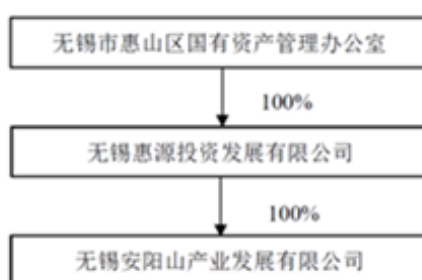 无锡市惠山区国有资产管理办公室
100%
无锡惠源投资发展有限公司
100%
无锡安阳山产业发展有限公司